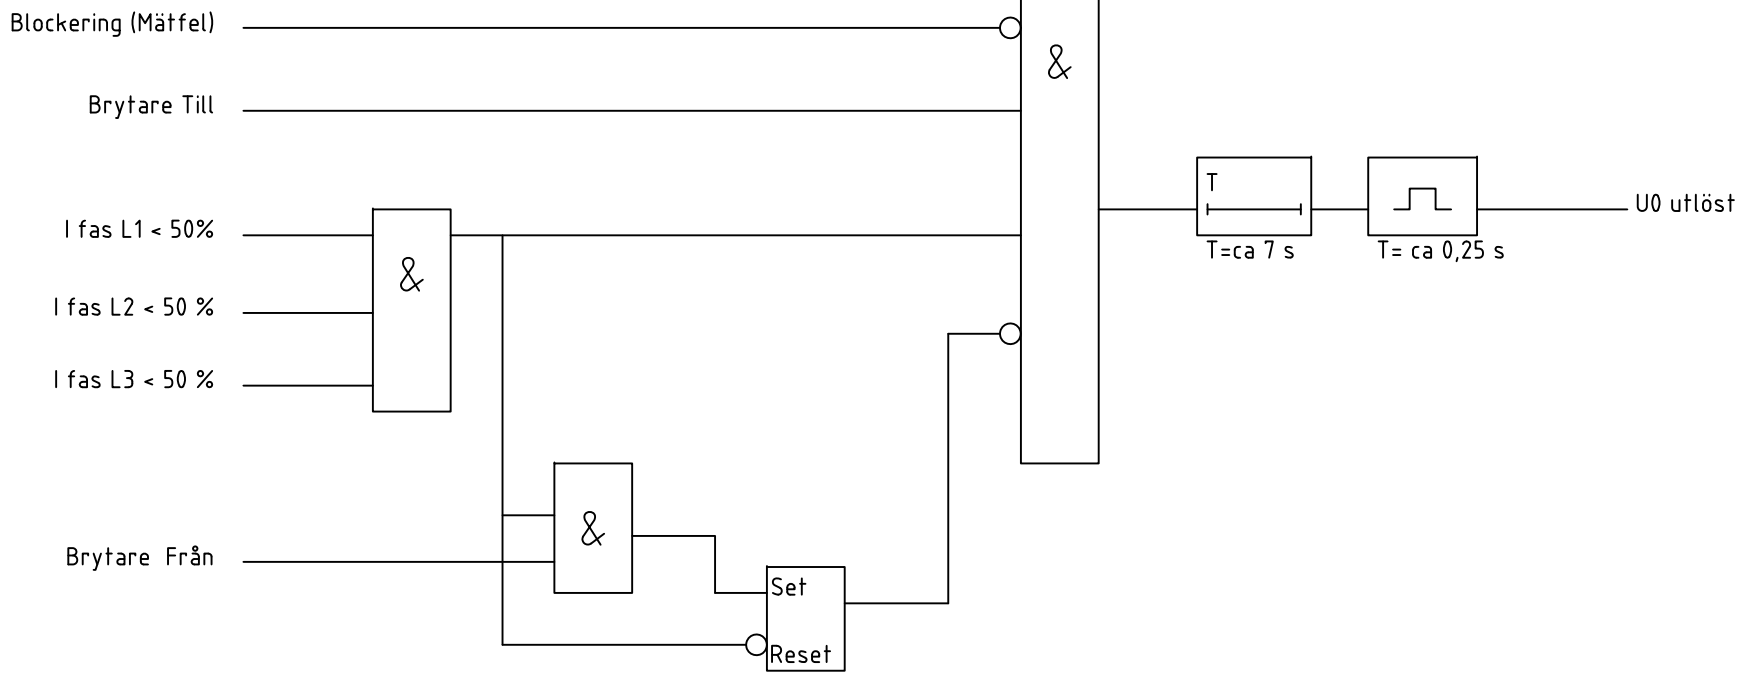 Blockering (Mätfel)
&
Brytare Till
T
U0 utlöst
I fas L1 < 50%
T=ca 7 s
T= ca 0,25 s
&
I fas L2 < 50 %
I fas L3 < 50 %
&
Brytare Från
Set
Reset